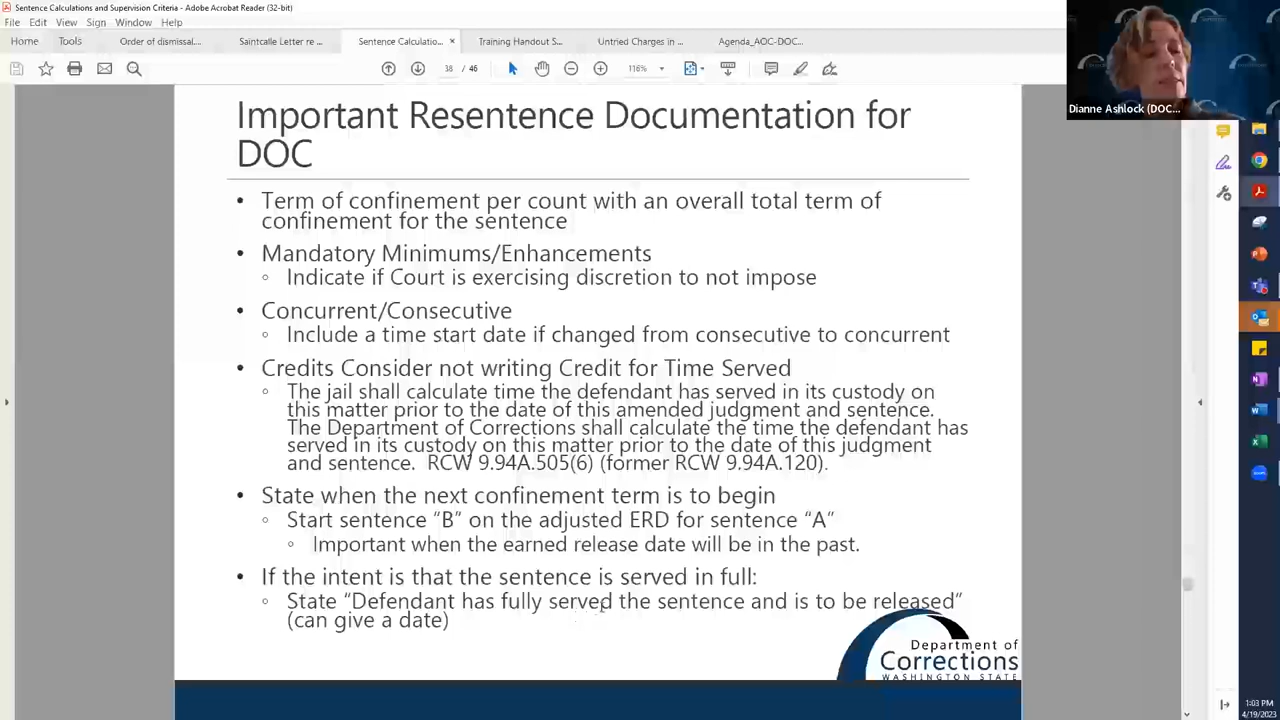 Sentence Calculations and Supervision Criteria - Adobe Acrobat Reader (32-bit)
File Edit View Sign Window Help
Home Tools Order of dismissal.... Saintcalle Letter re ... Sentence Calculatio... × Training Handout S... Untried Charges in ... Agenda_AOC-DOC...
38 / 46 116%
Dianne Ashlock (DOC...
Important Resentence Documentation for
DOC
• Term of confinement per count with an overall total term of
confinement for the sentence
• Mandatory Minimums/Enhancements
◦ Indicate if Court is exercising discretion to not impose
• Concurrent/Consecutive
◦ Include a time start date if changed from consecutive to concurrent
• Credits Consider not writing Credit for Time Served
◦ The jail shall calculate time the defendant has served in its custody on
this matter prior to the date of this amended judgment and sentence.
The Department of Corrections shall calculate the time the defendant has
served in its custody on this matter prior to the date of this judgment
and sentence. RCW 9.94A.505(6) (former RCW 9.94A.120).
• State when the next confinement term is to begin
◦ Start sentence "B" on the adjusted ERD for sentence "A"
◦ Important when the earned release date will be in the past.
• If the intent is that the sentence is served in full:
◦ State "Defendant has fully served the sentence and is to be released"
(can give a date)
Department of
Corrections
WASHINGTON STATE
1:03 PM
4/19/2023